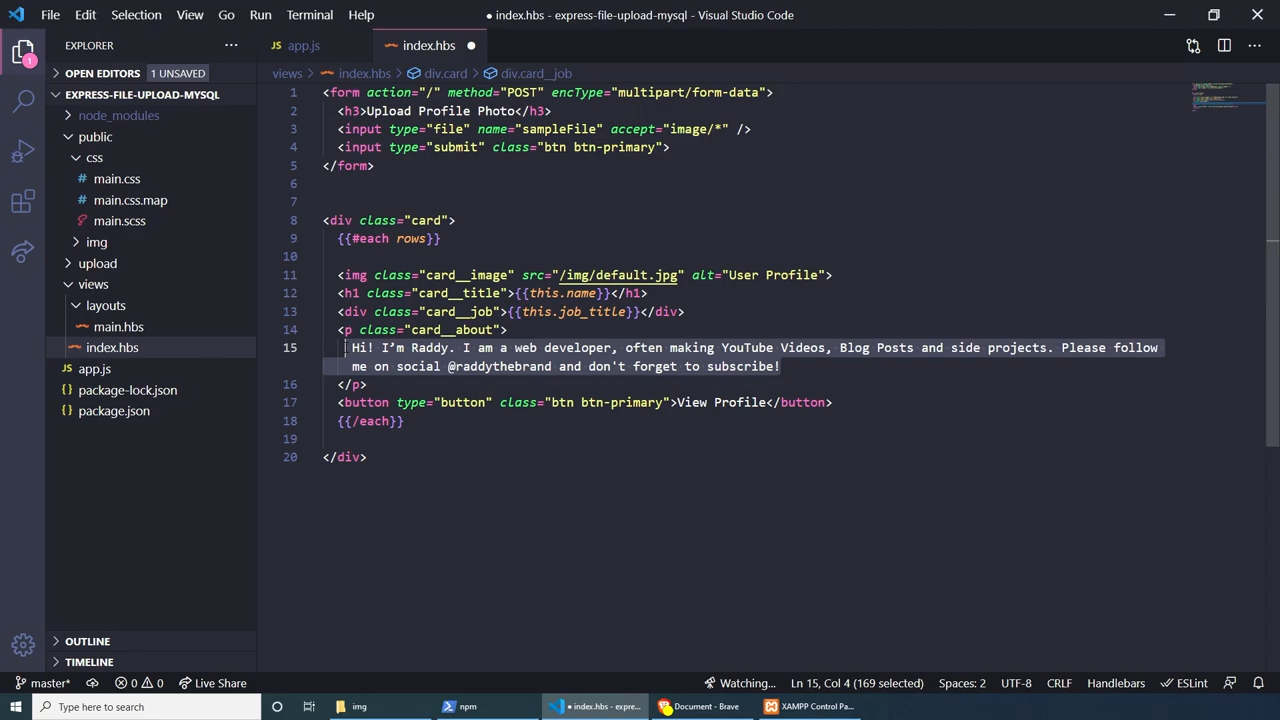 File Edit Selection View Go Run Terminal Help
● index.hbs - express-file-upload-mysql - Visual Studio Code
EXPLORER
JS app.js
index.hbs
OPEN EDITORS 1 UNSAVED
views > index.hbs > div.card > div.card__job
EXPRESS-FILE-UPLOAD-MYSQL
node_modules
public
css
# main.css
main.css.map
main.scss
img
upload
views
layouts
main.hbs
index.hbs
JS app.js
{} package-lock.json
{} package.json
OUTLINE
TIMELINE
1 <form action="/" method="POST" encType="multipart/form-data">
2 <h3>Upload Profile Photo</h3>
3 <input type="file" name="sampleFile" accept="image/*" />
4 <input type="submit" class="btn btn-primary">
5 </form>
6
7
8 <div class="card">
9 {{#each rows}}
10
11 <img class="card__image" src="/img/default.jpg" alt="User Profile">
12 <h1 class="card__title">{{this.name}}</h1>
13 <div class="card__job">{{this.job_title}}</div>
14 <p class="card__about">
15 Hi! I’m Raddy. I am a web developer, often making YouTube Videos, Blog Posts and side projects. Please follow
me on social @raddythebrand and don't forget to subscribe!
16 </p>
17 <button type="button" class="btn btn-primary">View Profile</button>
18 {{/each}}
19
20 </div>
master* 0 0 Live Share
Watching... Ln 15, Col 4 (169 selected) Spaces: 2 UTF-8 CRLF Handlebars ESLint
Type here to search
img
npm
● index.hbs - expre...
Document - Brave
XAMPP Control Pa...
1